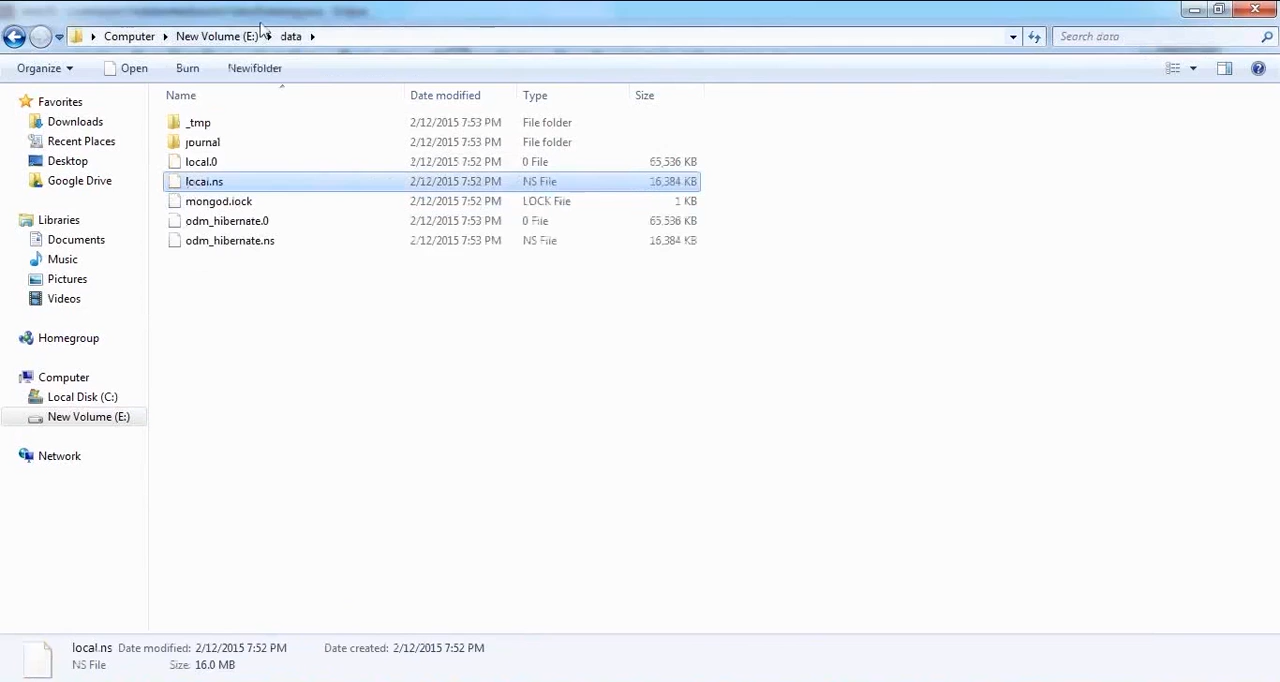 Computer New Volume (E:) data Search data
Organize Open Burn New folder
Name Date modified Type Size
Favorites
Downloads
Recent Places
Desktop
Google Drive
Libraries
Documents
Music
Pictures
Videos
Homegroup
Computer
Local Disk (C:)
New Volume (E:)
Network
_tmp 2/12/2015 7:53 PM File folder
journal 2/12/2015 7:53 PM File folder
local.0 2/12/2015 7:52 PM 0 File 65,536 KB
local.ns 2/12/2015 7:52 PM NS File 16,384 KB
mongod.lock 2/12/2015 7:52 PM LOCK File 1 KB
odm_hibernate.0 2/12/2015 7:53 PM 0 File 65,536 KB
odm_hibernate.ns 2/12/2015 7:53 PM NS File 16,384 KB
local.ns Date modified: 2/12/2015 7:52 PM Date created: 2/12/2015 7:52 PM
NS File Size: 16.0 MB